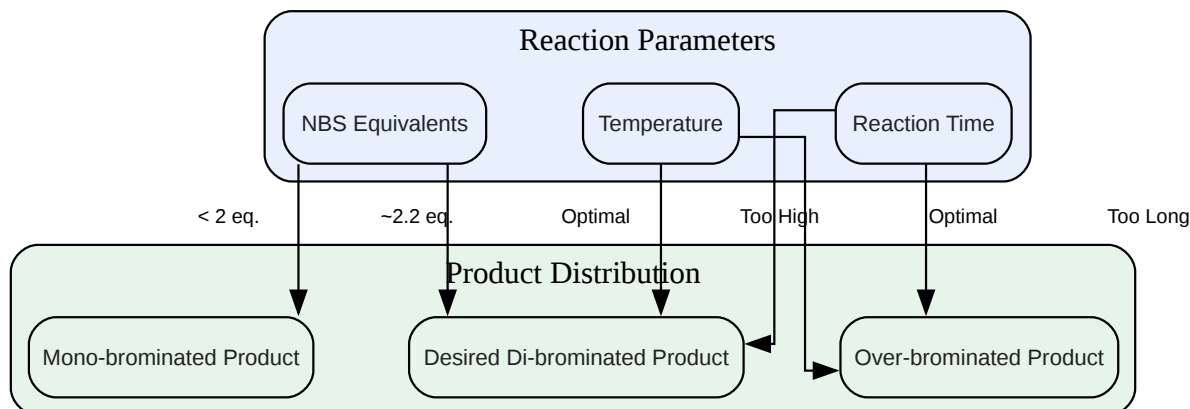 Reaction Parameters
NBS Equivalents
Temperature
Reaction Time
< 2 eq.
~2.2 eq.
Optimal
Too High
Optimal
Too Long
Product Distribution
Mono-brominated Product
Desired Di-brominated Product
Over-brominated Product